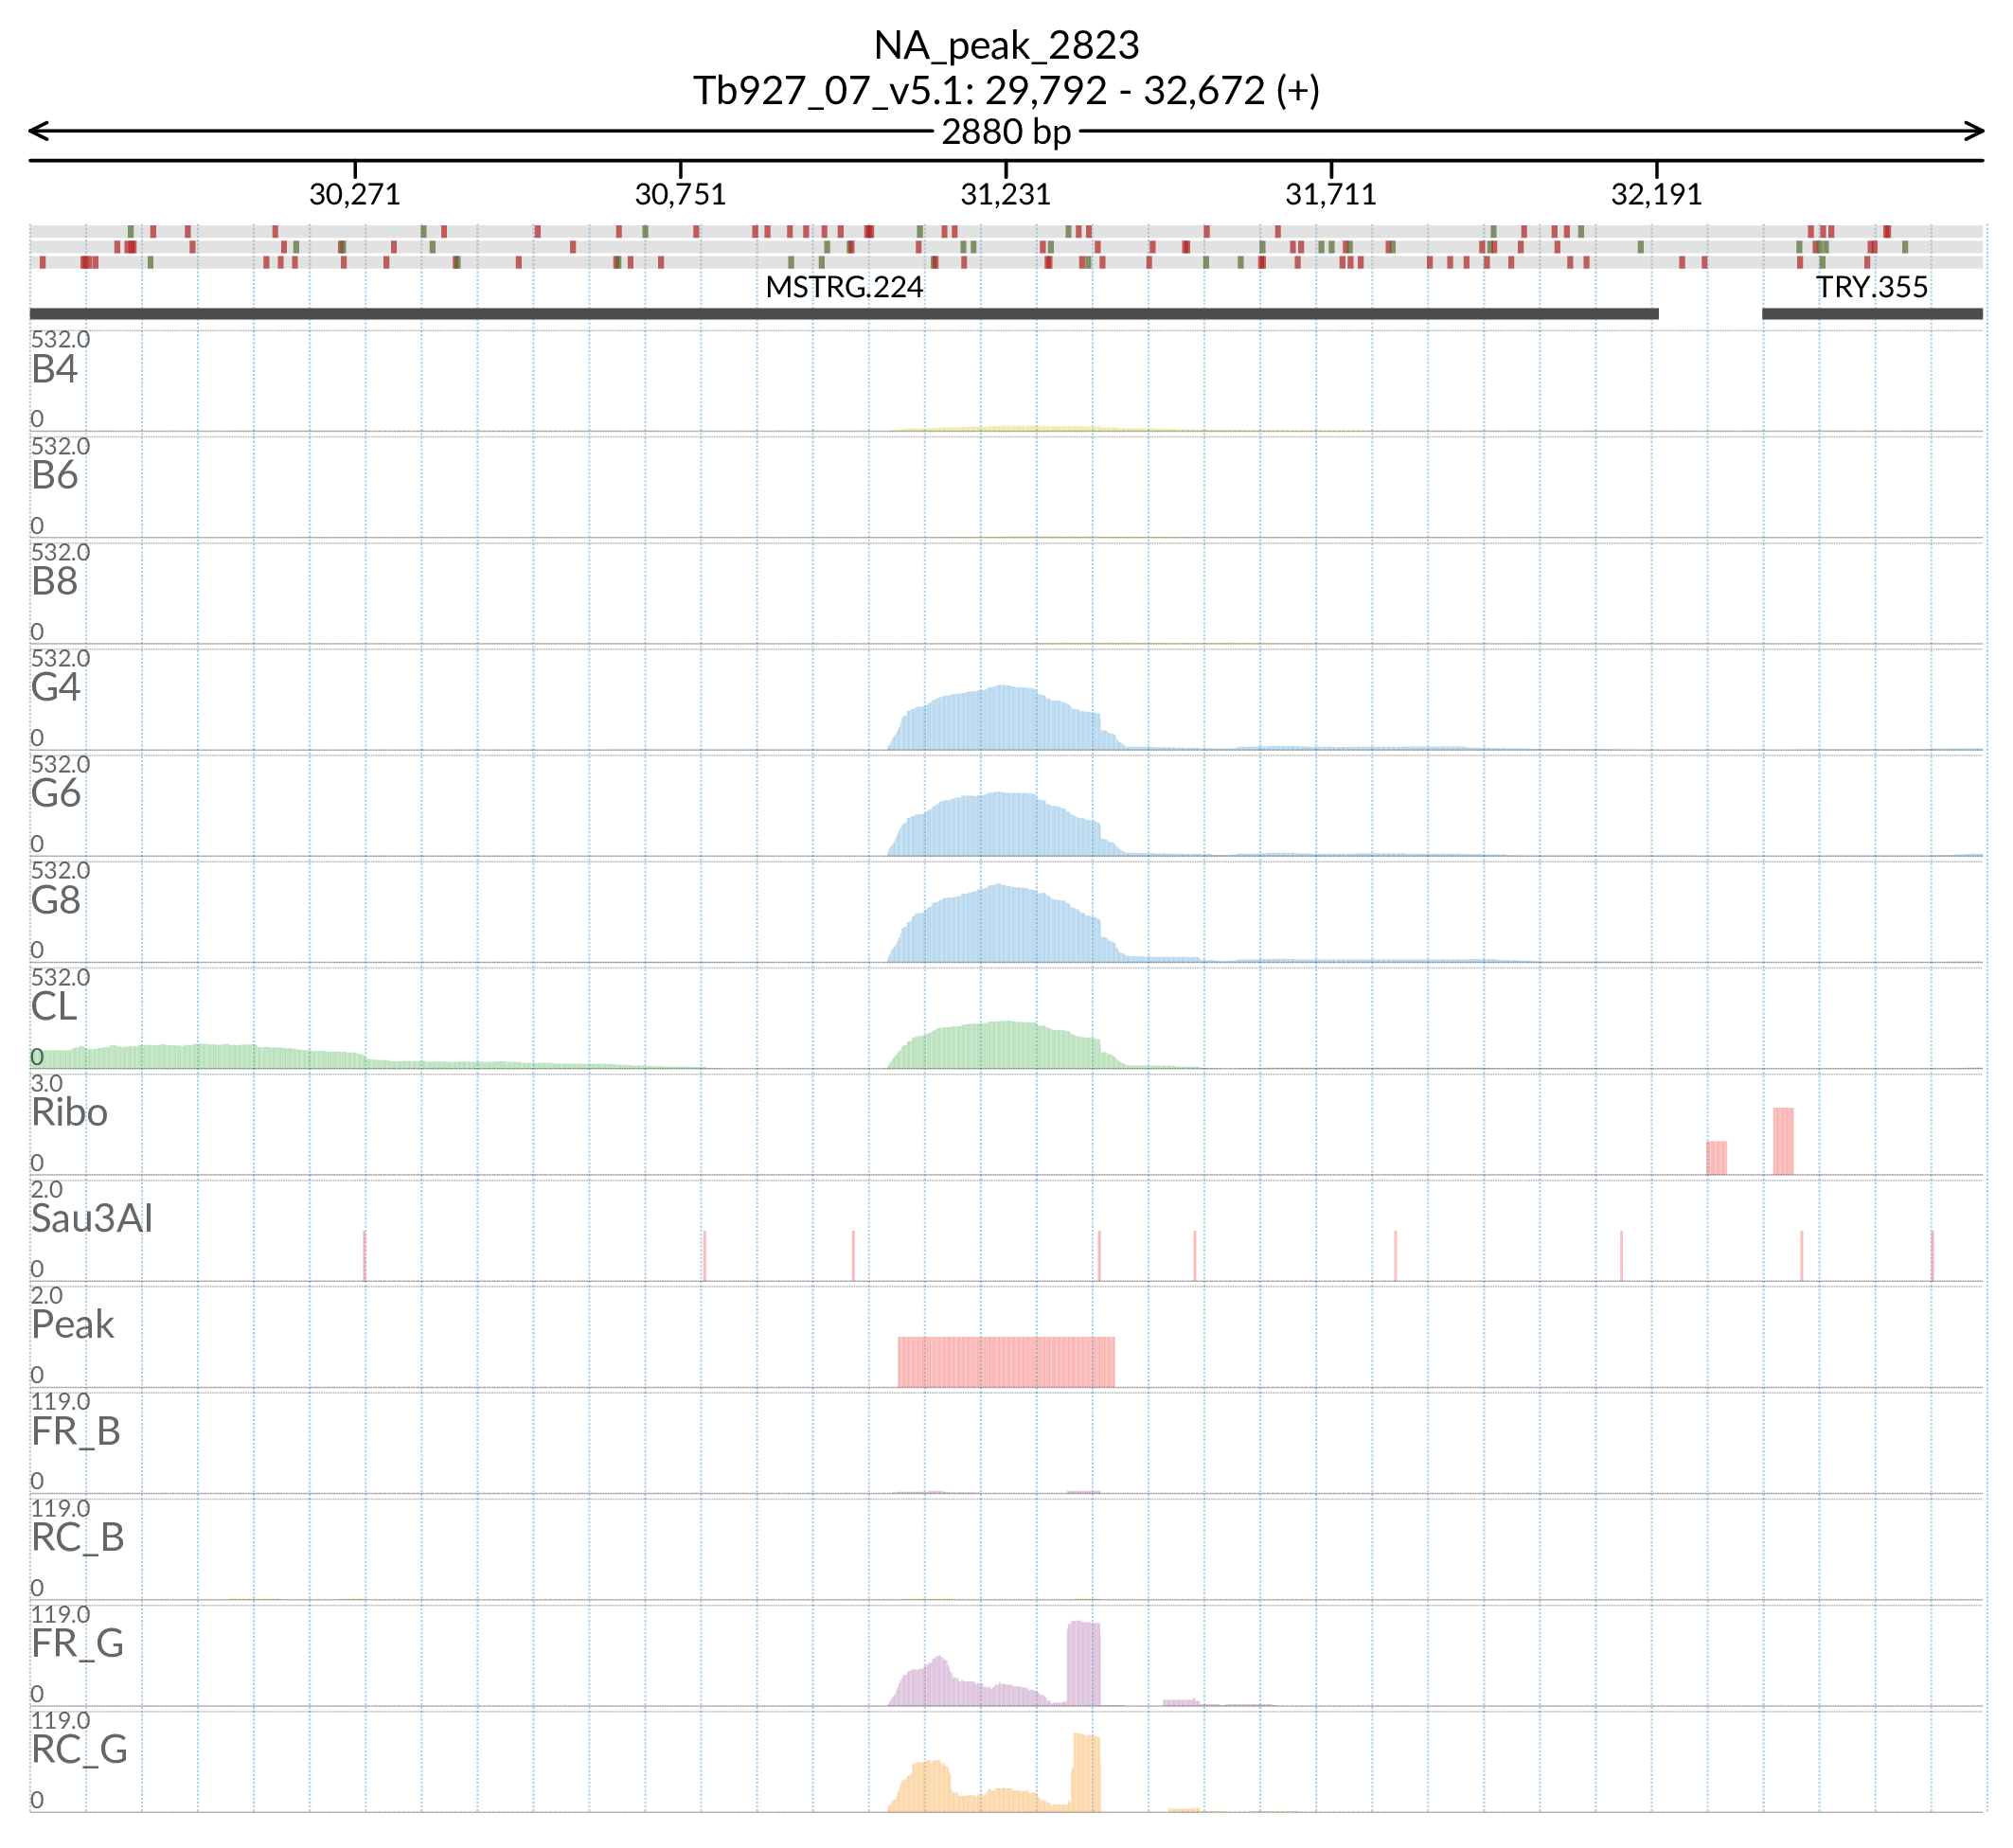 NA_peak_2823
Tb927_07_v5.1: 29,792 - 32,672 (+)
2880 bp
30,271 30,751 31,231 31,711 32,191
MSTRG.224 TRY.355
532.0
B4
0
532.0
B6
0
532.0
B8
0
532.0
G4
0
532.0
G6
0
532.0
G8
0
532.0
CL
0
3.0
Ribo
0
2.0
Sau3AI
0
2.0
Peak
0
119.0
FR_B
0
119.0
RC_B
0
119.0
FR_G
0
119.0
RC_G
0